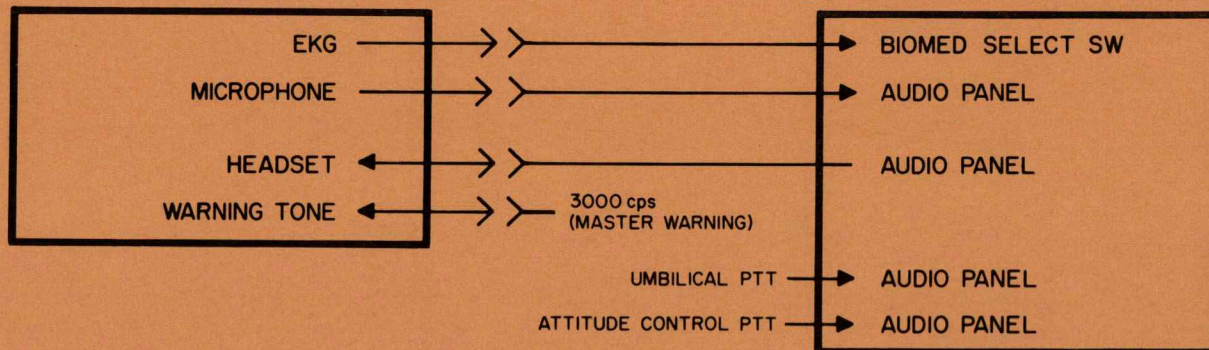 EKG
BIOMED SELECT SW
MICROPHONE
AUDIO PANEL
HEADSET
AUDIO PANEL
WARNING TONE
3000 cps
(MASTER WARNING)
UMBILICAL PTT
AUDIO PANEL
ATTITUDE CONTROL PTT
AUDIO PANEL